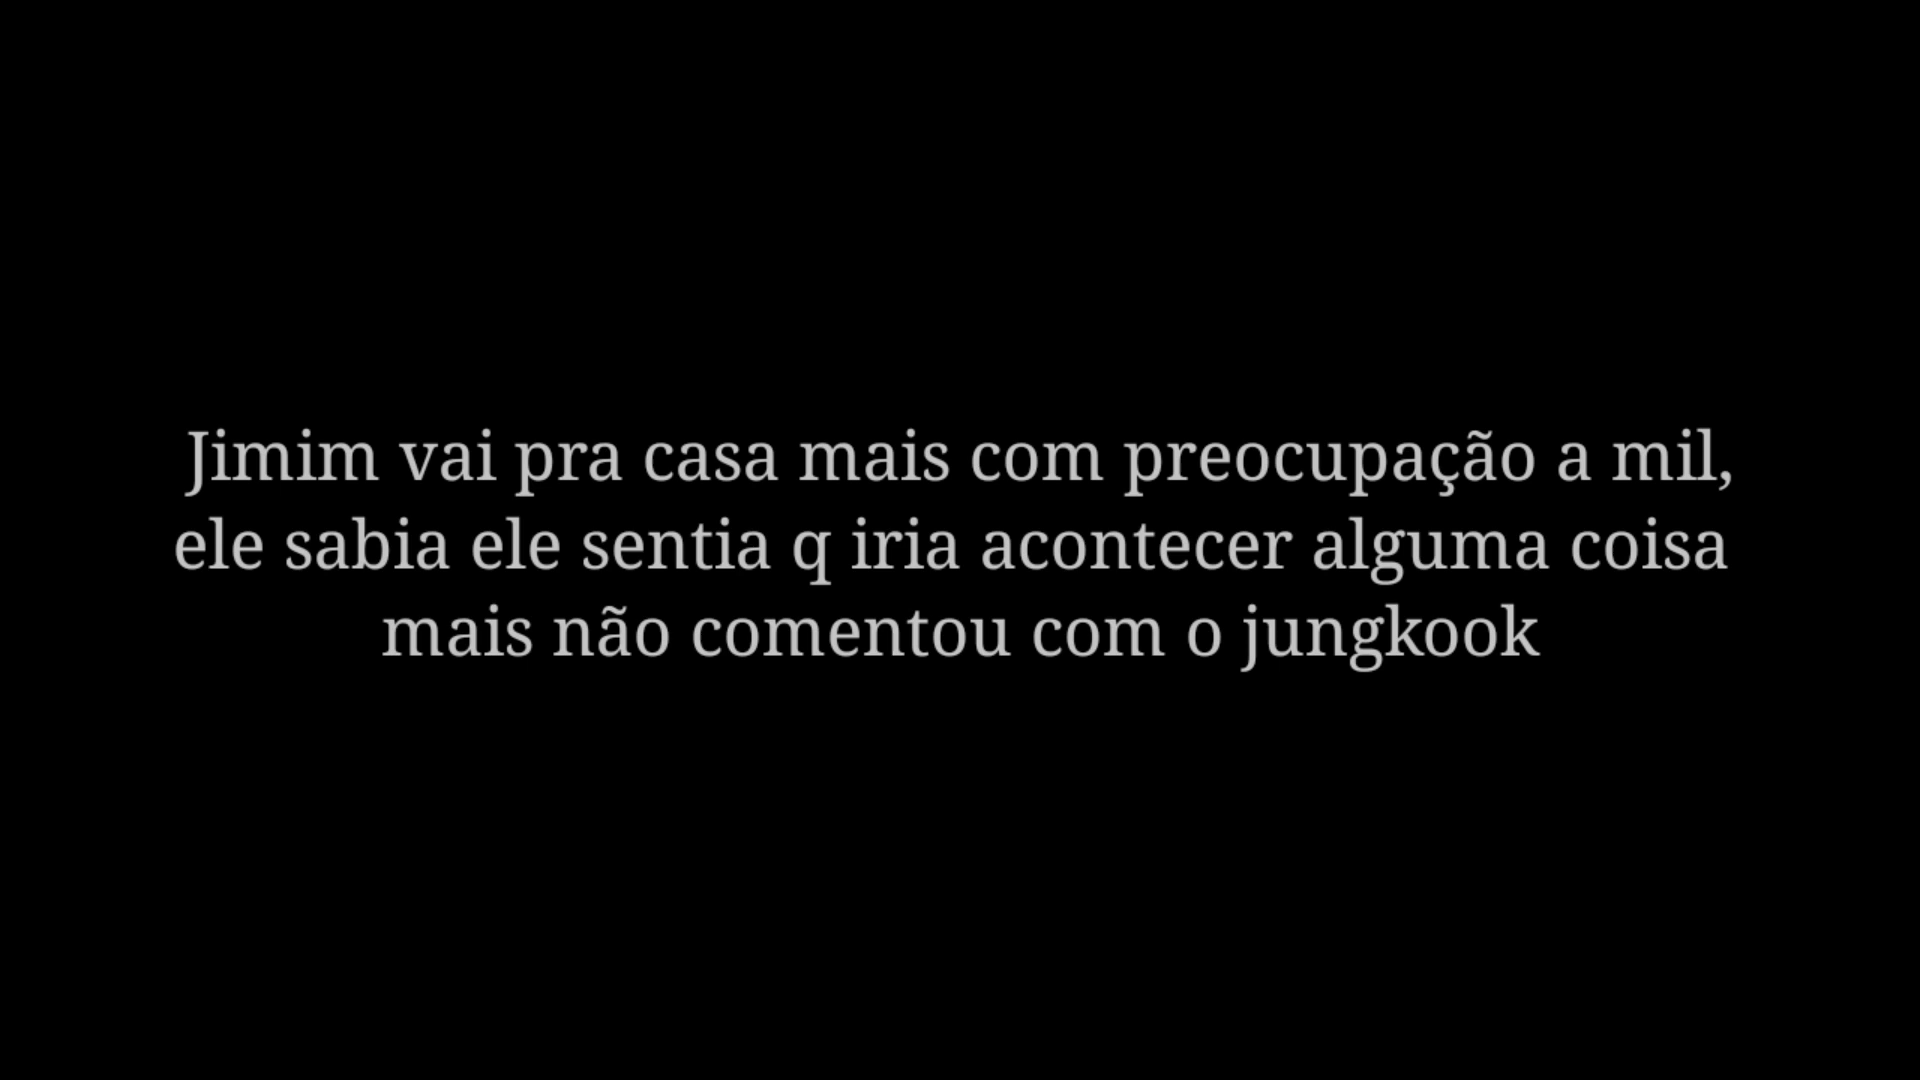 Jimim vai pra casa mais com preocupação a mil,
ele sabia ele sentia q iria acontecer alguma coisa
mais não comentou com o jungkook